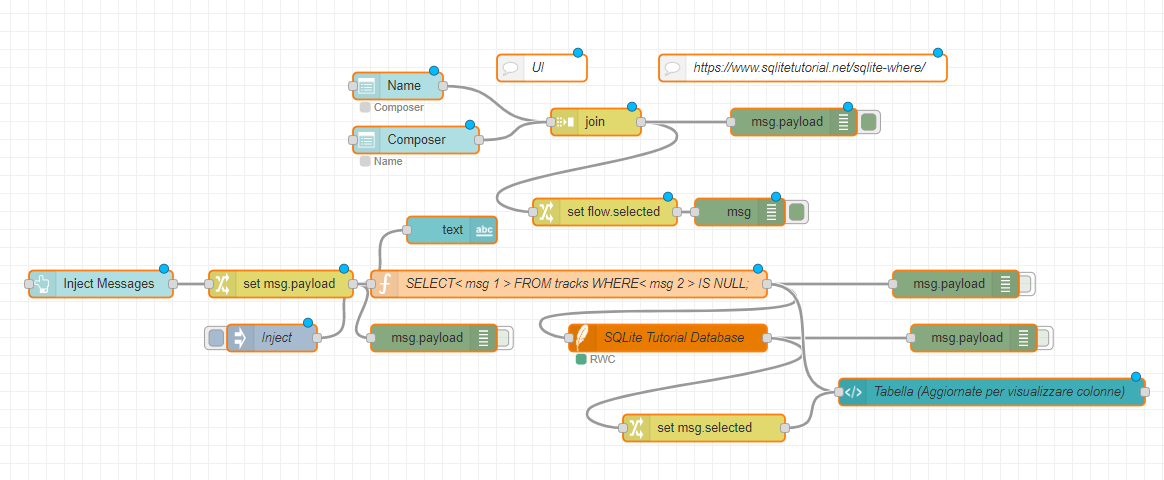 UI
https://www.sqlitetutorial.net/sqlite-where/
Name
Composer
join
msg.payload
Composer
Name
set flow.selected
msg
text
abc
Inject Messages
set msg.payload
SELECT< msg 1 > FROM tracks WHERE< msg 2 > IS NULL;
msg.payload
Inject
msg.payload
SQLite Tutorial Database
msg.payload
RWC
Tabella (Aggiornate per visualizzare colonne)
set msg.selected